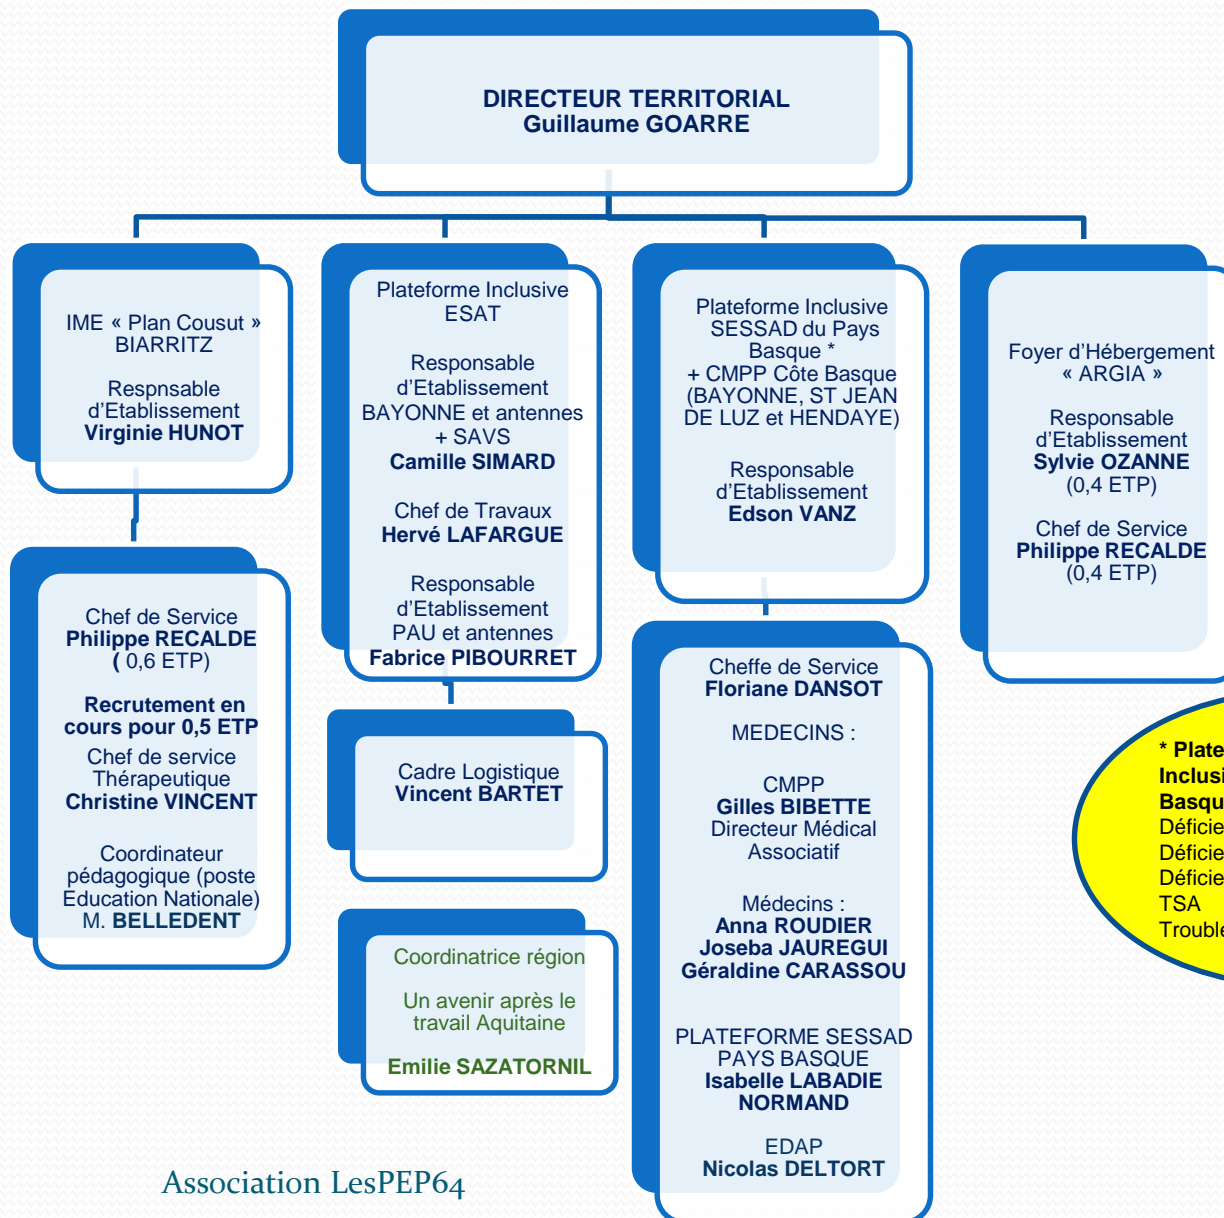 DIRECTEUR TERRITORIAL
Guillaume GOARRE
IME « Plan Cousut »
BIARRITZ
Respnsable
d'Etablissement
Virginie HUNOT
Chef de Service
Philippe RECALDE
( 0,6 ETP)
Recrutement en
cours pour 0,5 ETP
Chef de service
Thérapeutique
Christine VINCENT
Coordinateur
pédagogique (poste
Education Nationale)
M. BELLEDENT
Plateforme Inclusive
ESAT
Responsable
d'Etablissement
BAYONNE et antennes
+ SAVS
Camille SIMARD
Chef de Travaux
Hervé LAFARGUE
Responsable
d'Etablissement
PAU et antennes
Fabrice PIBOURRET
Cadre Logistique
Vincent BARTET
Coordinatrice région
Un avenir après le
travail Aquitaine
Emilie SAZATORNIL
Plateforme Inclusive
SESSAD du Pays
Basque *
+ CMPP Côte Basque
(BAYONNE, ST JEAN
DE LUZ et HENDAYE)
Responsable
d'Etablissement
Edson VANZ
Cheffe de Service
Floriane DANSOT
MEDECINS :
CMPP
Gilles BIBETTE
Directeur Médical
Associatif
Médecins :
Anna ROUDIER
Joseba JAUREGUI
Géraldine CARASSOU
PLATEFORME SESSAD
PAYS BASQUE
Isabelle LABADIE
NORMAND
EDAP
Nicolas DELTORT
Foyer d'Hébergement
« ARGIA »
Responsable
d'Etablissement
Sylvie OZANNE
(0,4 ETP)
Chef de Service
Philippe RECALDE
(0,4 ETP)
* Plate
Inclusi
Basqu
Déficie
Déficie
Déficie
TSA
Trouble
Association LesPEP64